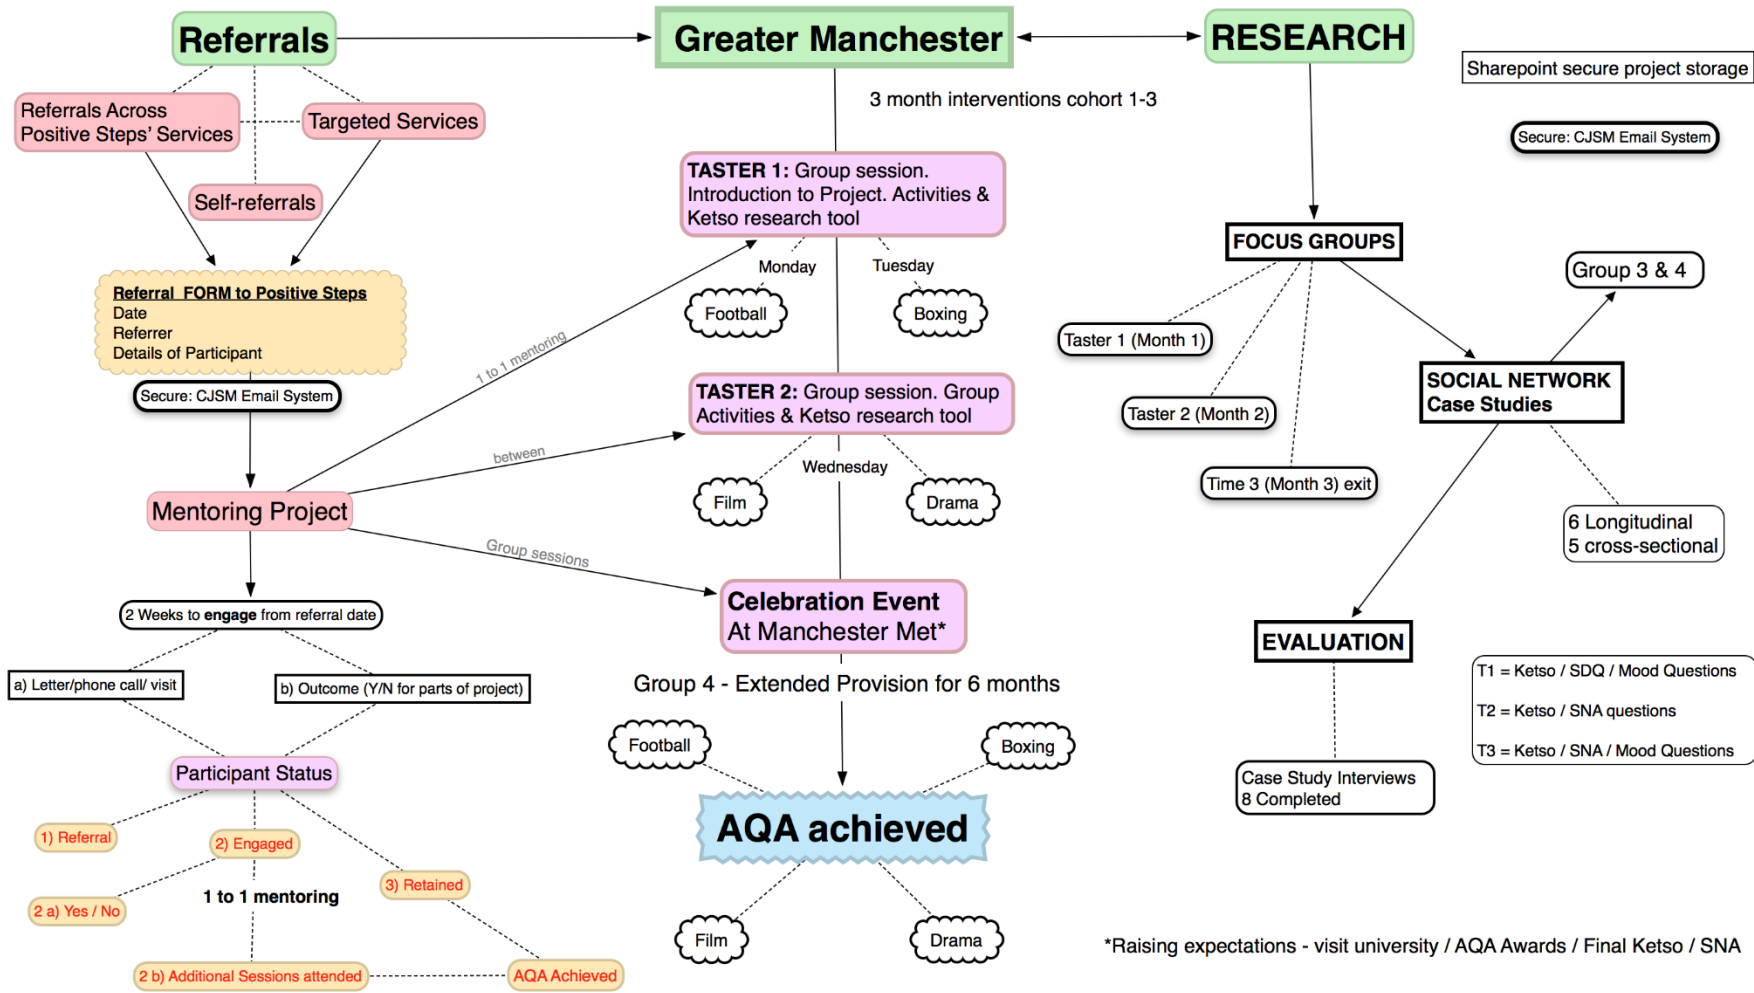 Referrals
Greater Manchester
RESEARCH
Sharepoint secure project storage
Secure: CJSM Email System
Referrals Across
Positive Steps' Services
Targeted Services
Self-referrals
3 month interventions cohort 1-3
Referral  FORM to Positive Steps
Date
Referrer
Details of Participant
Secure: CJSM Email System
Mentoring Project
1 to 1 mentoring
between
Group sessions
2 Weeks to engage from referral date
a) Letter/phone call/ visit
b) Outcome (Y/N for parts of project)
Participant Status
1) Referral
2) Engaged
3) Retained
2 a) Yes / No
1 to 1 mentoring
2 b) Additional Sessions attended
AQA Achieved
TASTER 1: Group session.
Introduction to Project. Activities &
Ketso research tool
Monday
Tuesday
Football
Boxing
TASTER 2: Group session. Group
Activities & Ketso research tool
Wednesday
Film
Drama
Celebration Event
At Manchester Met*
Group 4 - Extended Provision for 6 months
Football
Boxing
AQA achieved
Film
Drama
FOCUS GROUPS
Group 3 & 4
Taster 1 (Month 1)
Taster 2 (Month 2)
Time 3 (Month 3) exit
SOCIAL NETWORK
Case Studies
6 Longitudinal
5 cross-sectional
EVALUATION
Case Study Interviews
8 Completed
T1 = Ketso / SDQ / Mood Questions
T2 = Ketso / SNA questions
T3 = Ketso / SNA / Mood Questions
*Raising expectations - visit university / AQA Awards / Final Ketso / SNA